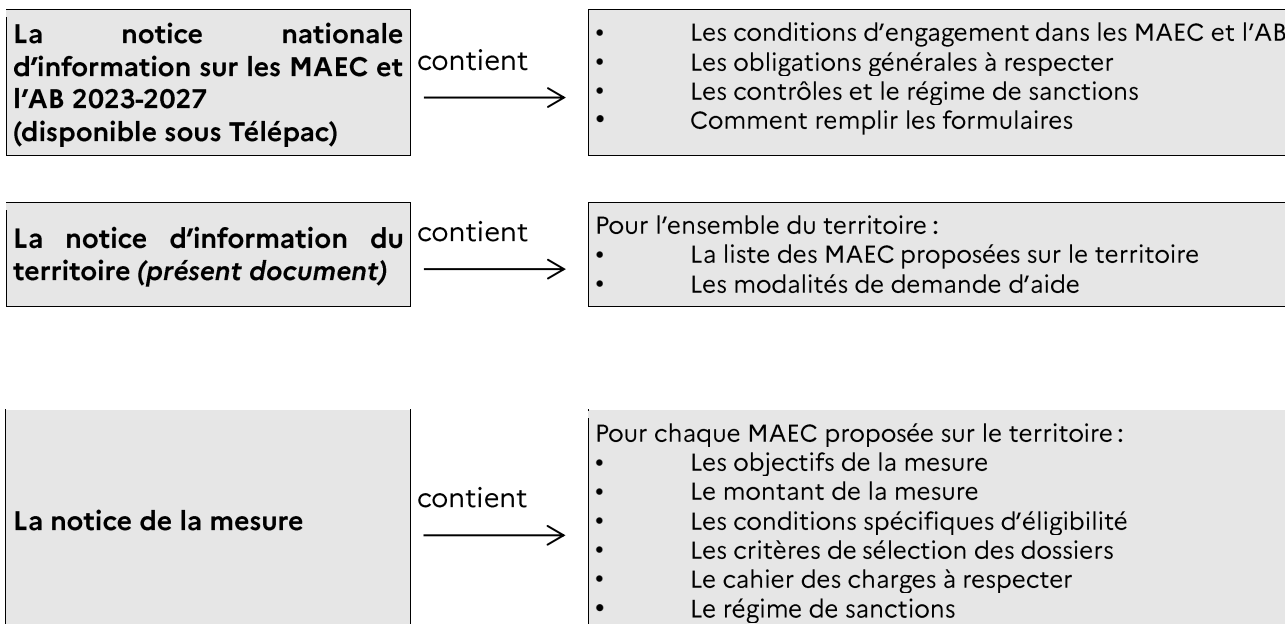 La notice nationale
d'information sur les MAEC et
l'AB 2023-2027
(disponible sous Télépac)
contient
• Les conditions d'engagement dans les MAEC et l'AB
• Les obligations générales à respecter
• Les contrôles et le régime de sanctions
• Comment remplir les formulaires
La notice d'information du
territoire (présent document)
contient
Pour l'ensemble du territoire :
• La liste des MAEC proposées sur le territoire
• Les modalités de demande d'aide
La notice de la mesure
contient
Pour chaque MAEC proposée sur le territoire :
• Les objectifs de la mesure
• Le montant de la mesure
• Les conditions spécifiques d'éligibilité
• Les critères de sélection des dossiers
• Le cahier des charges à respecter
• Le régime de sanctions